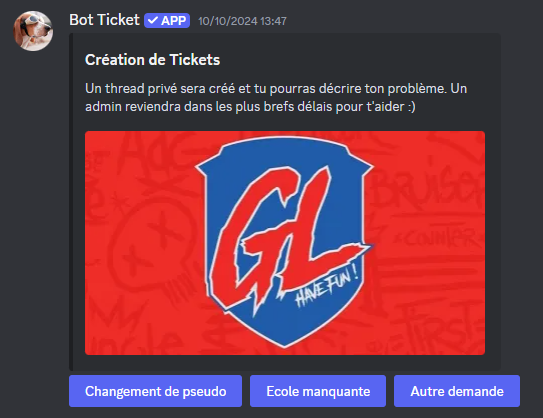 Bot Ticket ✓ APP 10/10/2024 13:47
Création de Tickets
Un thread privé sera créé et tu pourras décrire ton problème. Un
admin reviendra dans les plus brefs délais pour t'aider :)
GL
HAVE FUN !
Changement de pseudo
Ecole manquante
Autre demande